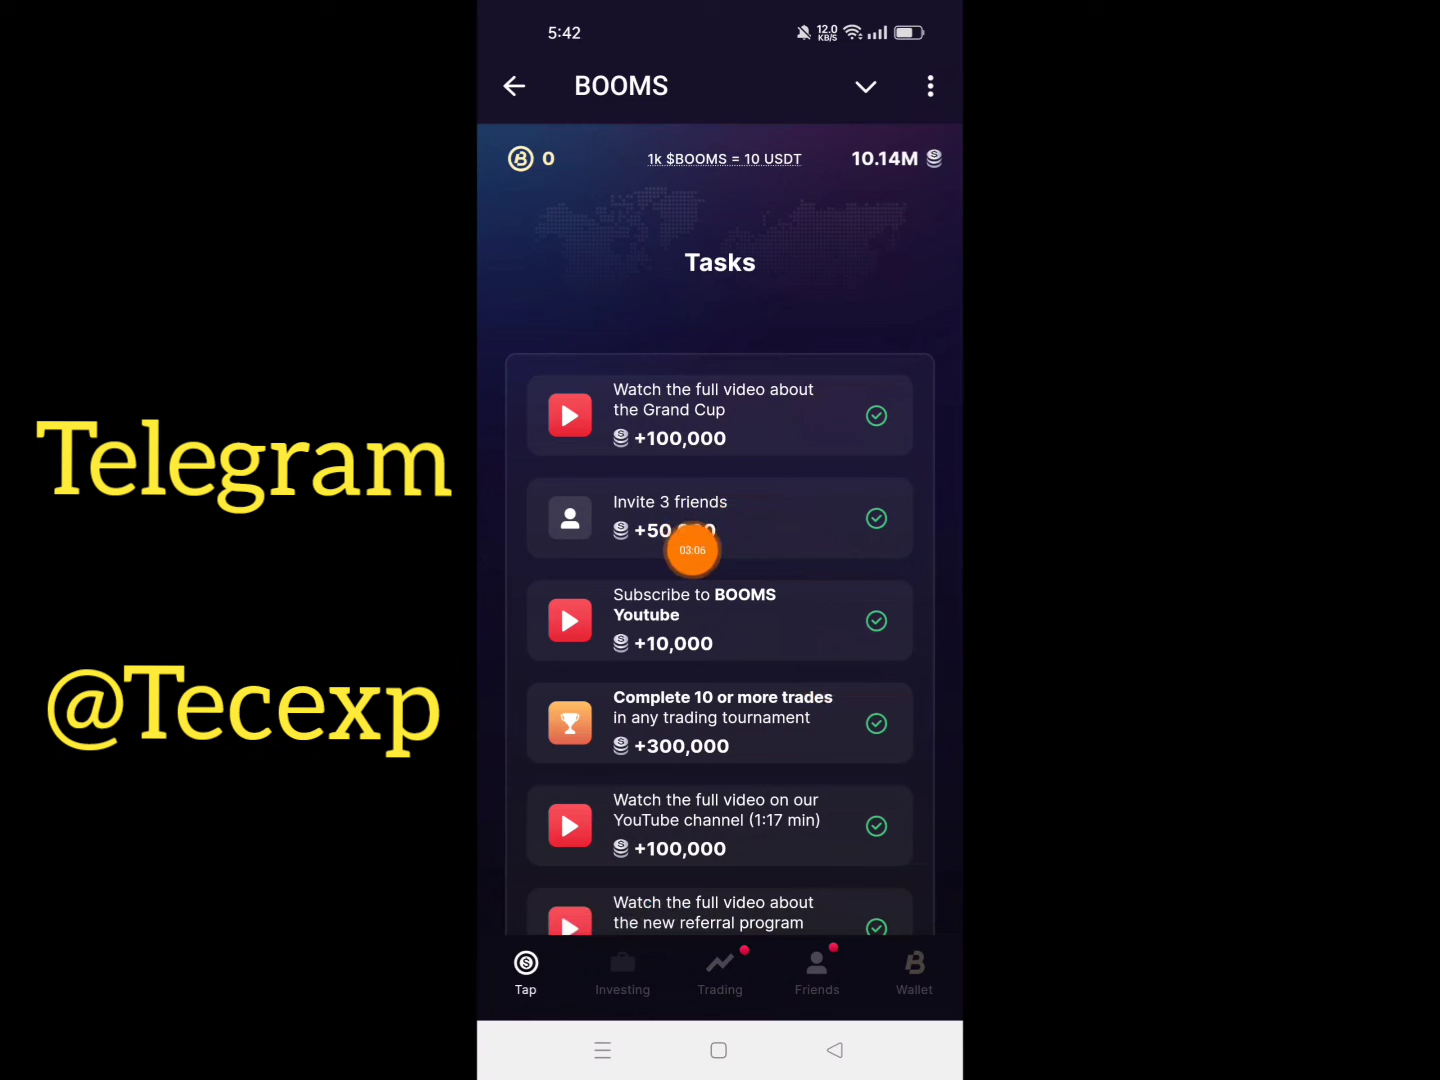 5:42
12.0
KB/S
BOOMS
0
1k $BOOMS = 10 USDT
10.14M
Tasks
Watch the full video about
the Grand Cup
+100,000
Invite 3 friends
03:06
Subscribe to BOOMS
Youtube
+10,000
Complete 10 or more trades
in any trading tournament
+300,000
Watch the full video on our
YouTube channel (1:17 min)
+100,000
Watch the full video about
the new referral program
Tap
Investing
Trading
Friends
Wallet
Telegram
@Tecexp